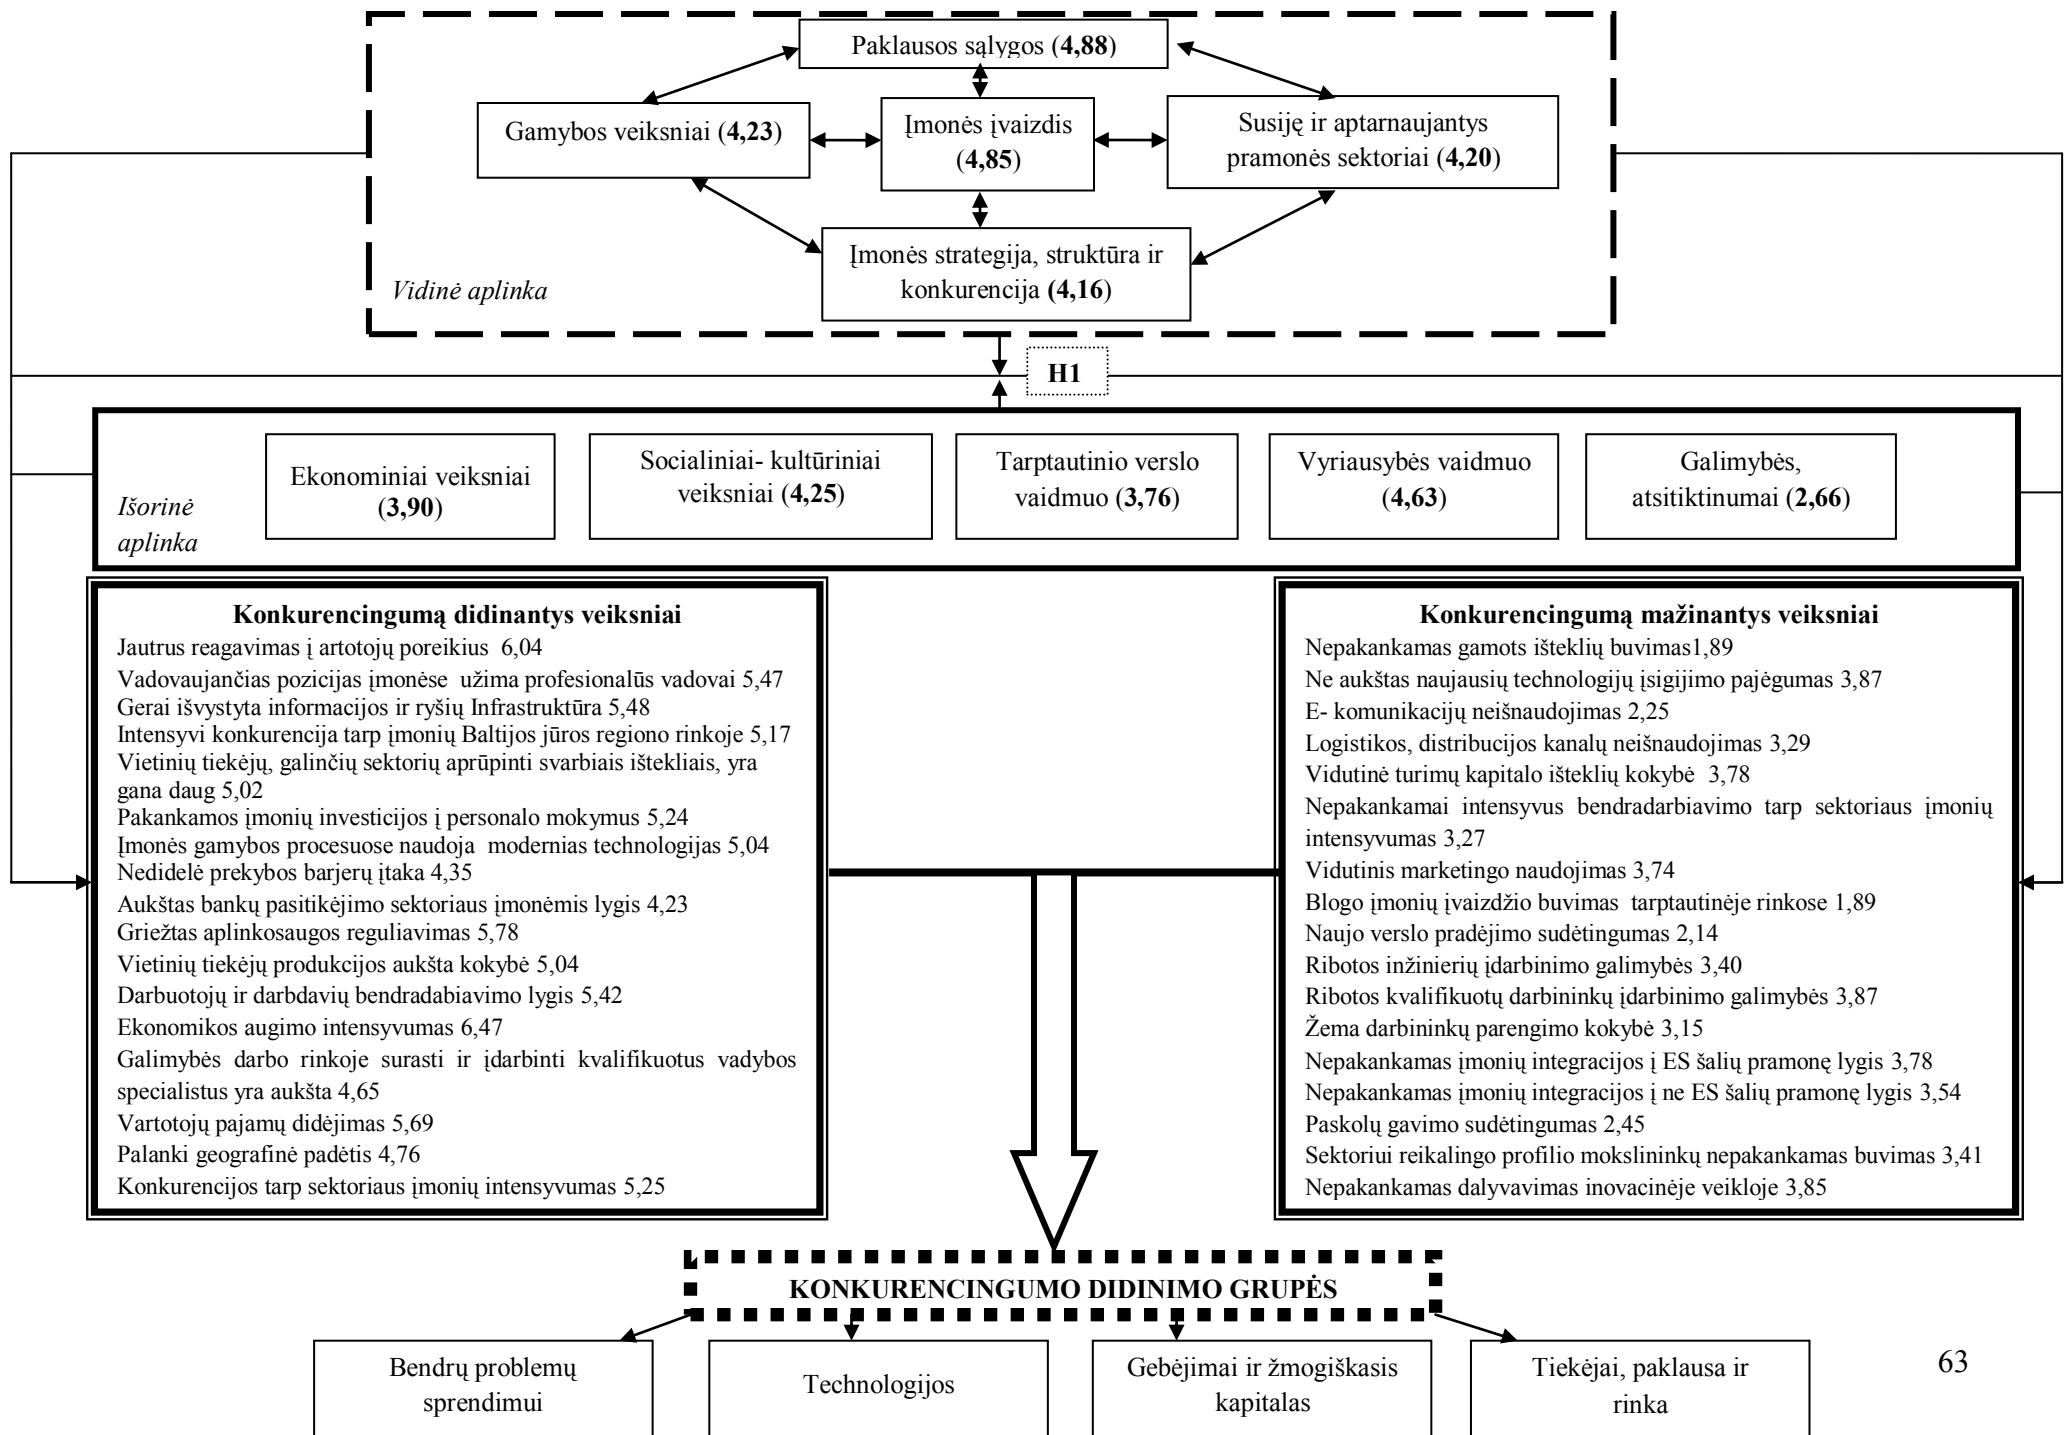 Paklausos sąlygos (4,88)
Gamybos veiksniai (4,23)
Įmonės įvaizdis
(4,85)
Susiję ir aptarnaujantys
pramonės sektoriai (4,20)
Įmonės strategija, struktūra ir
konkurencija (4,16)
Vidinė aplinka
H1
Ekonominiai veiksniai
(3,90)
Socialiniai- kultūriniai
veiksniai (4,25)
Tarptautinio verslo
vaidmuo (3,76)
Vyriausybės vaidmuo
(4,63)
Galimybės,
atsitiktinumai (2,66)
Išorinė
aplinka
Konkurencingumą didinantys veiksniai
Jautrus reagavimas į artotojų poreikius 6,04
Vadovaujančias pozicijas įmonėse užima profesionalūs vadovai 5,47
Gerai išvystyta informacijos ir ryšių Infrastruktūra 5,48
Intensyvi konkurencija tarp įmonių Baltijos jūros regiono rinkoje 5,17
Vietinių tiekėjų, galinčių sektorių aprūpinti svarbiais ištekliais, yra
gana daug 5,02
Pakankamos įmonių investicijos į personalo mokymus 5,24
Įmonės gamybos procesuose naudoja modernias technologijas 5,04
Nedidelė prekybos barjerų įtaka 4,35
Aukštas bankų pasitikėjimo sektoriaus įmonėmis lygis 4,23
Griežtas aplinkosaugos reguliavimas 5,78
Vietinių tiekėjų produkcijos aukšta kokybė 5,04
Darbuotojų ir darbdavių bendradabiavimo lygis 5,42
Ekonomikos augimo intensyvumas 6,47
Galimybės darbo rinkoje surasti ir įdarbinti kvalifikuotus vadybos
specialistus yra aukšta 4,65
Vartotojų pajamų didėjimas 5,69
Palanki geografinė padėtis 4,76
Konkurencijos tarp sektoriaus įmonių intensyvumas 5,25
Konkurencingumą mažinantys veiksniai
Nepakankamas gamots išteklių buvimas1,89
Ne aukštas naujausių technologijų įsigijimo pajėgumas 3,87
E- komunikacijų neišnaudojimas 2,25
Logistikos, distribucijos kanalų neišnaudojimas 3,29
Vidutinė turimų kapitalo išteklių kokybė 3,78
Nepakankamai intensyvus bendradarbiavimo tarp sektoriaus įmonių
intensyvumas 3,27
Vidutinis marketingo naudojimas 3,74
Blogo įmonių įvaizdžio buvimas tarptautinėje rinkose 1,89
Naujo verslo pradėjimo sudėtingumas 2,14
Ribotos inžinierių įdarbinimo galimybės 3,40
Ribotos kvalifikuotų darbininkų įdarbinimo galimybės 3,87
Žema darbininkų parengimo kokybė 3,15
Nepakankamas įmonių integracijos į ES šalių pramonę lygis 3,78
Nepakankamas įmonių integracijos į ne ES šalių pramonę lygis 3,54
Paskolų gavimo sudėtingumas 2,45
Sektoriui reikalingo profilio mokslininkų nepakankamas buvimas 3,41
Nepakankamas dalyvavimas inovacinėje veikloje 3,85
KONKURENCINGUMO DIDINIMO GRUPĖS
Bendrų problemų
sprendimui
Technologijos
Gebėjimai ir žmogiškasis
kapitalas
Tiekėjai, paklausa ir
rinka
63